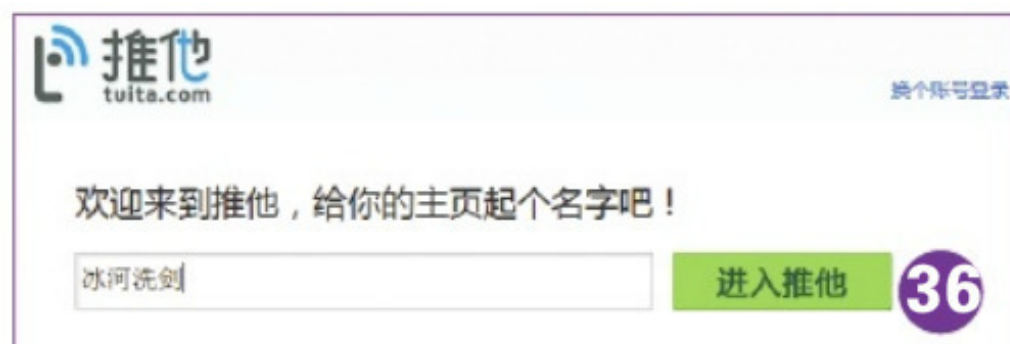 推他
tuita.com
换个账号登录
欢迎来到推他，给你的主页起个名字吧！
冰河洗剑
进入推他
36